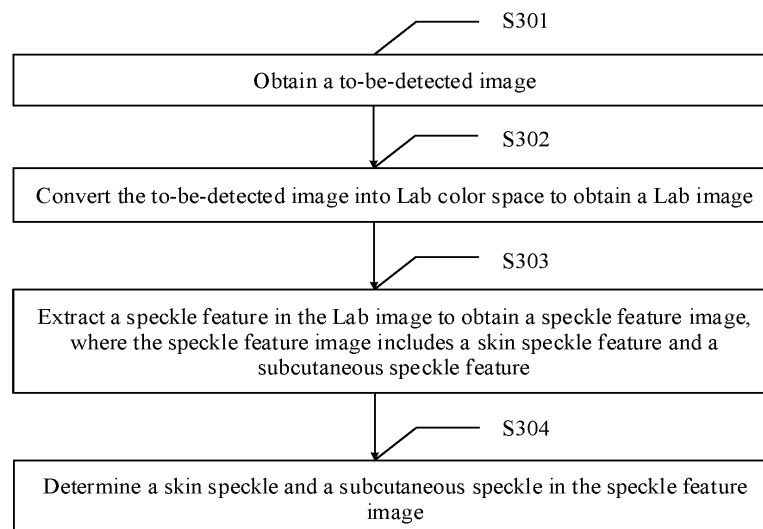 S301
Obtain a to-be-detected image
S302
Convert the to-be-detected image into Lab color space to obtain a Lab image
S303
Extract a speckle feature in the Lab image to obtain a speckle feature image,
where the speckle feature image includes a skin speckle feature and a
subcutaneous speckle feature
S304
Determine a skin speckle and a subcutaneous speckle in the speckle feature
image